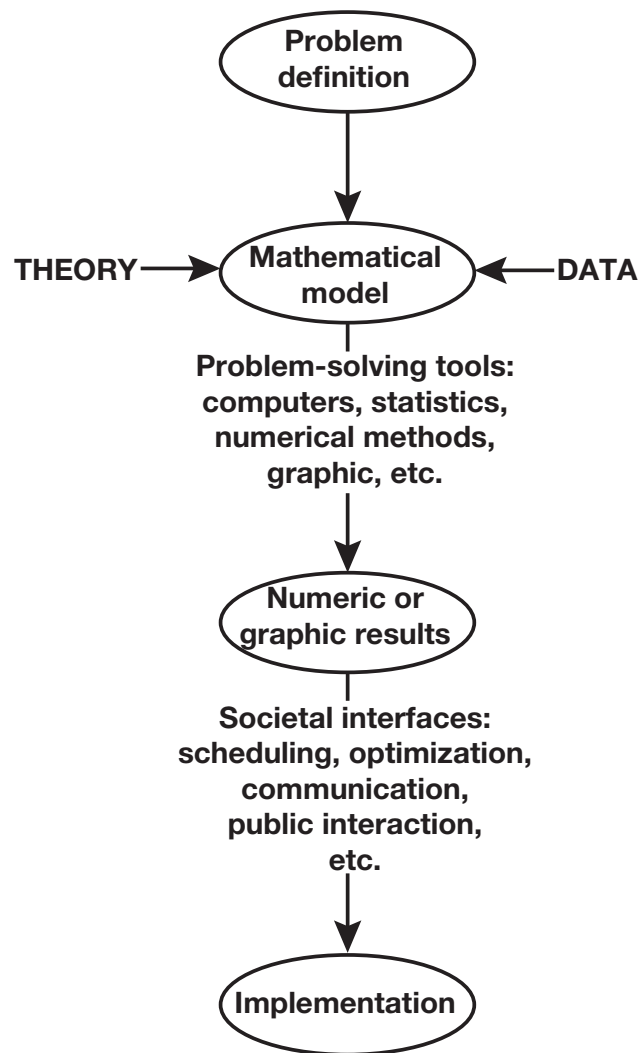 Problem
definition
THEORY
Mathematical
model
DATA
Problem-solving tools:
computers, statistics,
numerical methods,
graphic, etc.
Numeric or
graphic results
Societal interfaces:
scheduling, optimization,
communication,
public interaction,
etc.
Implementation